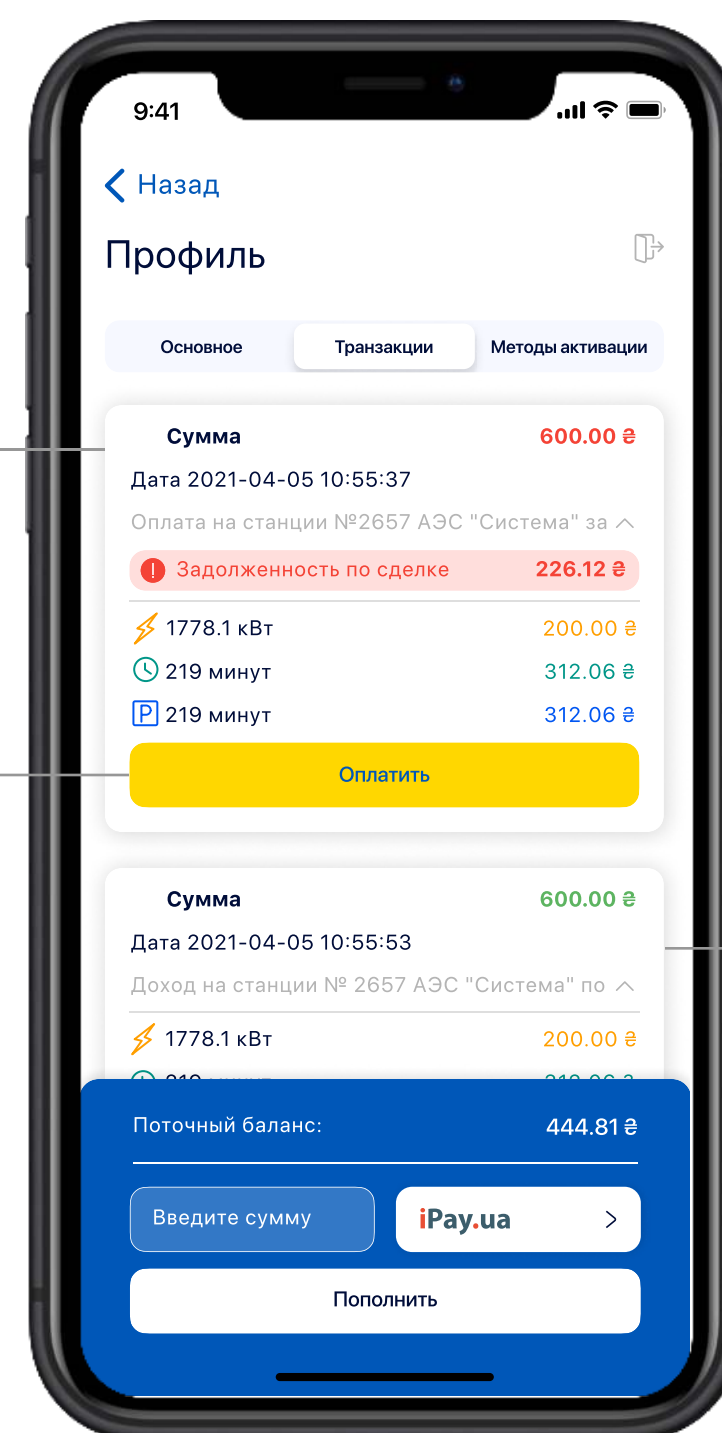 9:41
Назад
Профиль
Основное Транзакции Методы активации
Сумма 600.00 ₴
Дата 2021-04-05 10:55:37
Оплата на станции №2657 АЭС "Система" за
Задолженность по сделке 226.12 ₴
1778.1 кВт 200.00 ₴
219 минут 312.06 ₴
P 219 минут 312.06 ₴
Оплатить
Сумма 600.00 ₴
Дата 2021-04-05 10:55:53
Доход на станции № 2657 АЭС "Система" по
1778.1 кВт 200.00 ₴
Поточный баланс: 444.81 ₴
Введите сумму iPay.ua
Пополнить